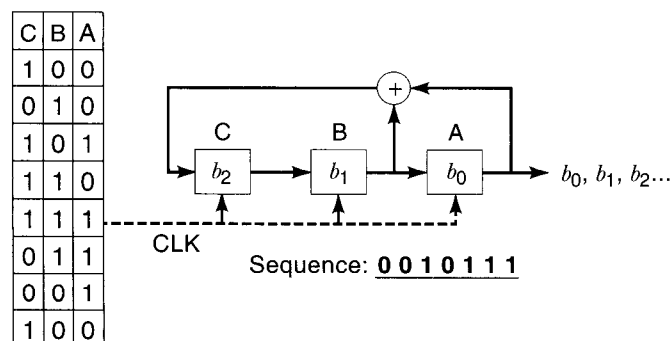 C B A
1 0 0
0 1 0
1 0 1
1 1 0
1 1 1
0 1 1
0 0 1
1 0 0
+
C B A
b2 b1 b0 b0, b1, b2...
CLK
Sequence: 0 0 1 0 1 1 1